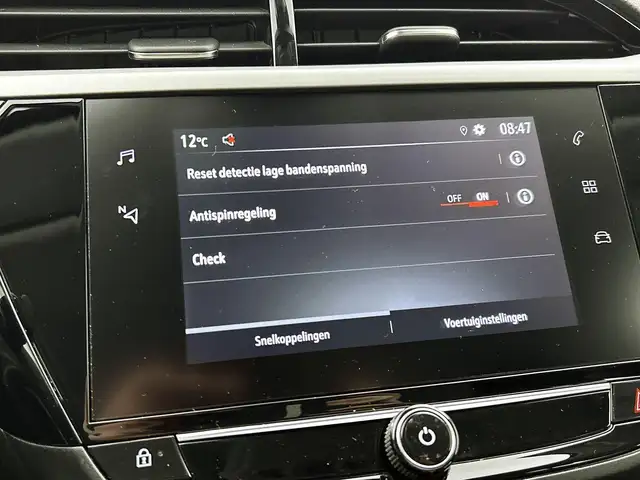 12°C 08:47
Reset detectie lage bandenspanning
Antispinregeling OFF ON
Check
Snelkoppelingen Voertuiginstellingen
N